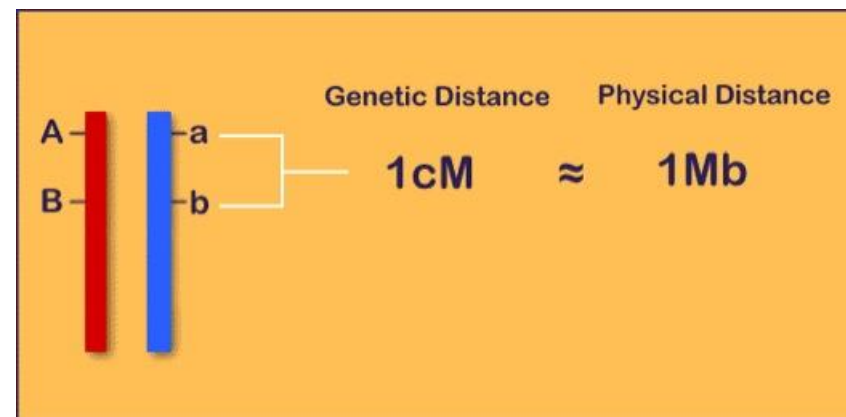 Genetic Distance Physical Distance
A a
1cM ≈ 1Mb
B b